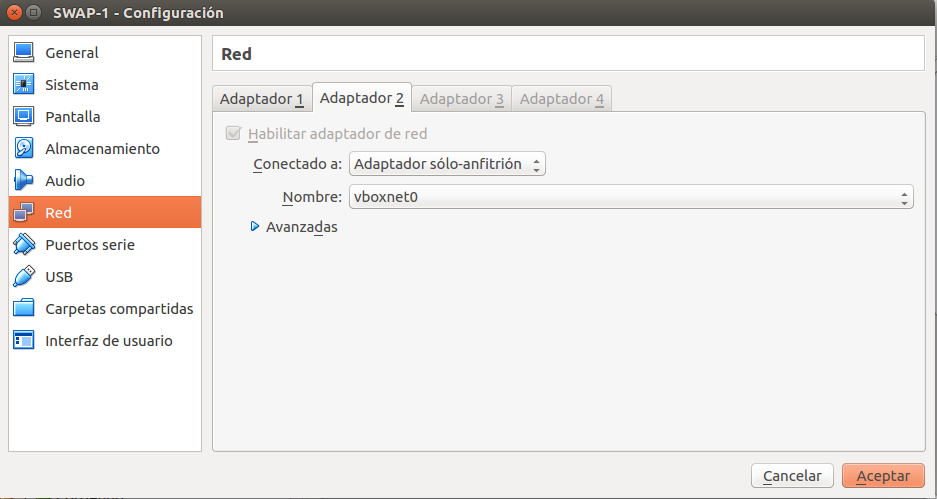 SWAP-1 - Configuración
General
Sistema
Pantalla
Almacenamiento
Audio
Red
Puertos serie
USB
Carpetas compartidas
Interfaz de usuario
Red
Adaptador 1 Adaptador 2 Adaptador 3 Adaptador 4
Habilitar adaptador de red
Conectado a: Adaptador sólo-anfitrión
Nombre: vboxnet0
Avanzadas
Cancelar Aceptar